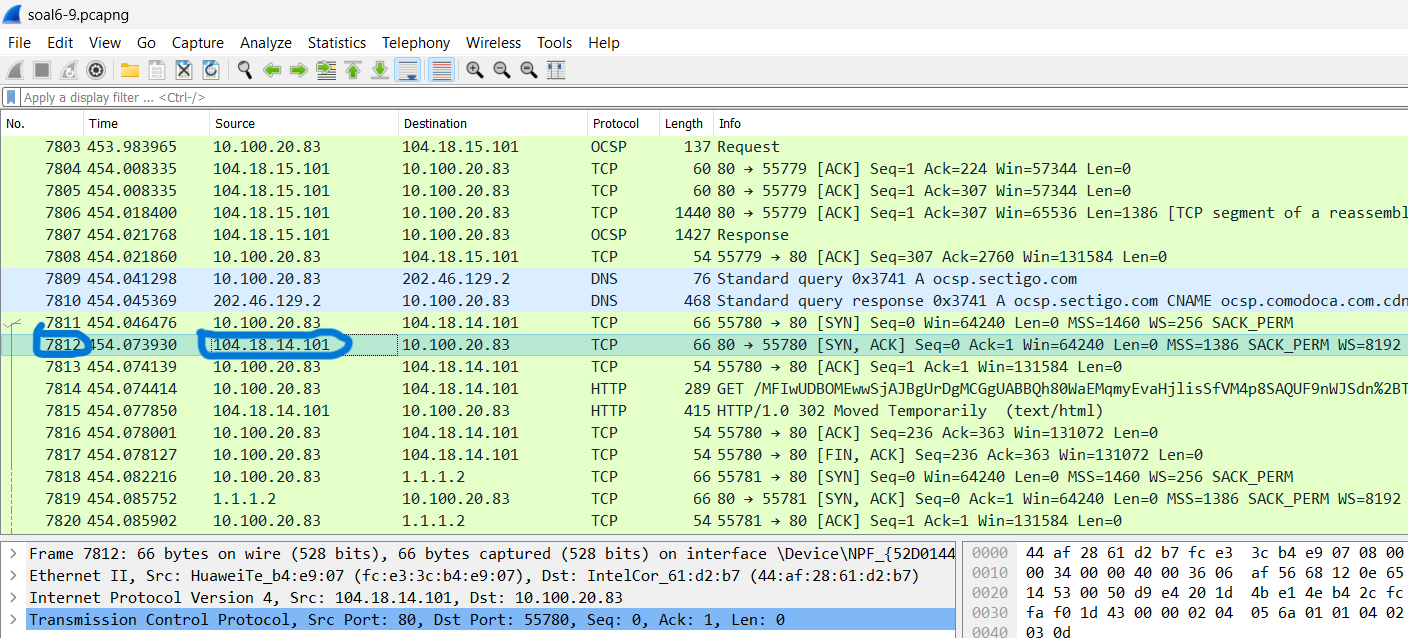 soal6-9.pcapng
File Edit View Go Capture Analyze Statistics Telephony Wireless Tools Help
Apply a display filter ... <Ctrl-/>
No. Time Source Destination Protocol Length Info
7803 453.983965 10.100.20.83 104.18.15.101 OCSP 137 Request
7804 454.008335 104.18.15.101 10.100.20.83 TCP 60 80 → 55779 [ACK] Seq=1 Ack=224 Win=57344 Len=0
7805 454.008335 104.18.15.101 10.100.20.83 TCP 60 80 → 55779 [ACK] Seq=1 Ack=307 Win=57344 Len=0
7806 454.018400 104.18.15.101 10.100.20.83 TCP 1440 80 → 55779 [ACK] Seq=1 Ack=307 Win=65536 Len=1386 [TCP segment of a reassembl
7807 454.021768 104.18.15.101 10.100.20.83 OCSP 1427 Response
7808 454.021860 10.100.20.83 104.18.15.101 TCP 54 55779 → 80 [ACK] Seq=307 Ack=2760 Win=131584 Len=0
7809 454.041298 10.100.20.83 202.46.129.2 DNS 76 Standard query 0x3741 A ocsp.sectigo.com
7810 454.045369 202.46.129.2 10.100.20.83 DNS 468 Standard query response 0x3741 A ocsp.sectigo.com CNAME ocsp.comodoca.com.cdn
7811 454.046476 10.100.20.83 104.18.14.101 TCP 66 55780 → 80 [SYN] Seq=0 Win=64240 Len=0 MSS=1460 WS=256 SACK_PERM
7812 454.073930 104.18.14.101 10.100.20.83 TCP 66 80 → 55780 [SYN, ACK] Seq=0 Ack=1 Win=64240 Len=0 MSS=1386 SACK_PERM WS=8192
7813 454.074139 10.100.20.83 104.18.14.101 TCP 54 55780 → 80 [ACK] Seq=1 Ack=1 Win=131584 Len=0
7814 454.074414 10.100.20.83 104.18.14.101 HTTP 289 GET /MFIwUDBOMEwwSjAJBgUrDgMCGgUABBQh80WaEMqmyEvaHjlisSfVM4p8SAQUF9nWJSdn%2BT
7815 454.077850 104.18.14.101 10.100.20.83 HTTP 415 HTTP/1.0 302 Moved Temporarily (text/html)
7816 454.078001 10.100.20.83 104.18.14.101 TCP 54 55780 → 80 [ACK] Seq=236 Ack=363 Win=131072 Len=0
7817 454.078127 10.100.20.83 104.18.14.101 TCP 54 55780 → 80 [FIN, ACK] Seq=236 Ack=363 Win=131072 Len=0
7818 454.082216 10.100.20.83 1.1.1.2 TCP 66 55781 → 80 [SYN] Seq=0 Win=64240 Len=0 MSS=1460 WS=256 SACK_PERM
7819 454.085752 1.1.1.2 10.100.20.83 TCP 66 80 → 55781 [SYN, ACK] Seq=0 Ack=1 Win=64240 Len=0 MSS=1386 SACK_PERM WS=8192
7820 454.085902 10.100.20.83 1.1.1.2 TCP 54 55781 → 80 [ACK] Seq=1 Ack=1 Win=131584 Len=0
Frame 7812: 66 bytes on wire (528 bits), 66 bytes captured (528 bits) on interface \Device\NPF_{52D0144
Ethernet II, Src: HuaweiTe_b4:e9:07 (fc:e3:3c:b4:e9:07), Dst: IntelCor_61:d2:b7 (44:af:28:61:d2:b7)
Internet Protocol Version 4, Src: 104.18.14.101, Dst: 10.100.20.83
Transmission Control Protocol, Src Port: 80, Dst Port: 55780, Seq: 0, Ack: 1, Len: 0
0000 44 af 28 61 d2 b7 fc e3 3c b4 e9 07 08 00
0010 00 34 00 00 40 00 36 06 af 56 68 12 0e 65
0020 14 53 00 50 d9 e4 20 1d 4b e1 4e b4 2c fc
0030 fa f0 1d 43 00 00 02 04 05 6a 01 01 04 02
0040 03 0d